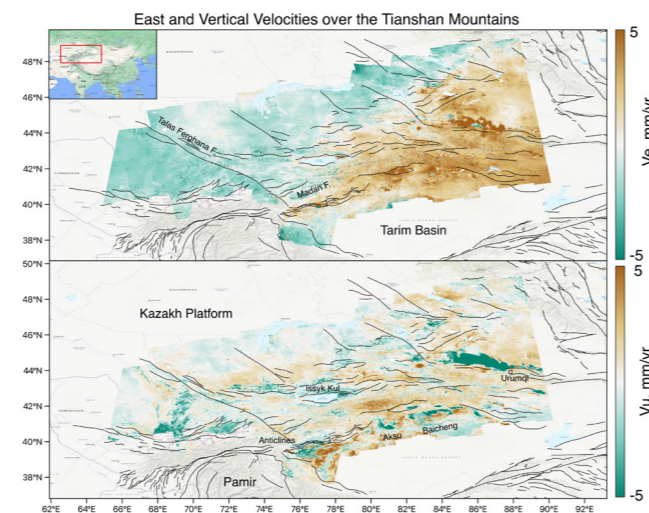 East and Vertical Velocities over the Tianshan Mountains
48°N
46°N
44°N
42°N
40°N
38°N
Talas Ferghana F.
Madan F.
Tarim Basin
5
Ve, mm/yr
-5
50°N
48°N
46°N
44°N
42°N
40°N
38°N
Kazakh Platform
Issyk Kul
Urumqi
Anticlines
Aksu
Baicheng
Pamir
5
Vu, mm/yr
-5
62°E 64°E 66°E 68°E 70°E 72°E 74°E 76°E 78°E 80°E 82°E 84°E 86°E 88°E 90°E 92°E